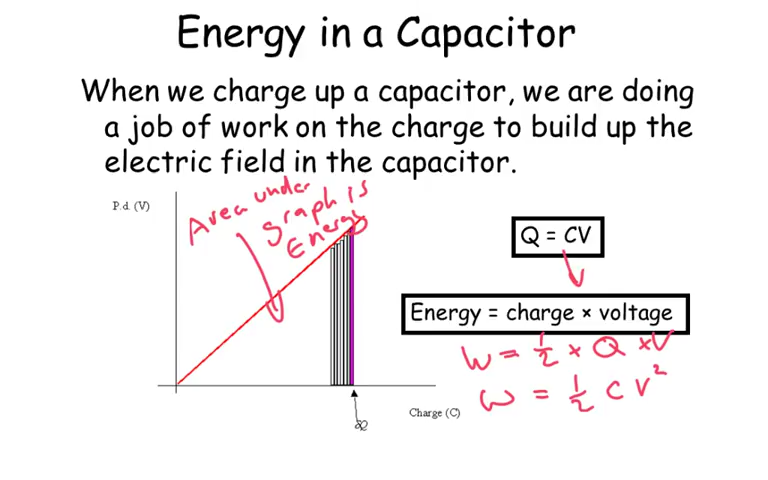 Energy in a Capacitor
When we charge up a capacitor, we are doing
a job of work on the charge to build up the
electric field in the capacitor.
P.d. (V)
Area under
graph is
Energy
Q = CV
Energy = charge × voltage
W = 1/2 × Q × V
W = 1/2 C V²
Charge (C)